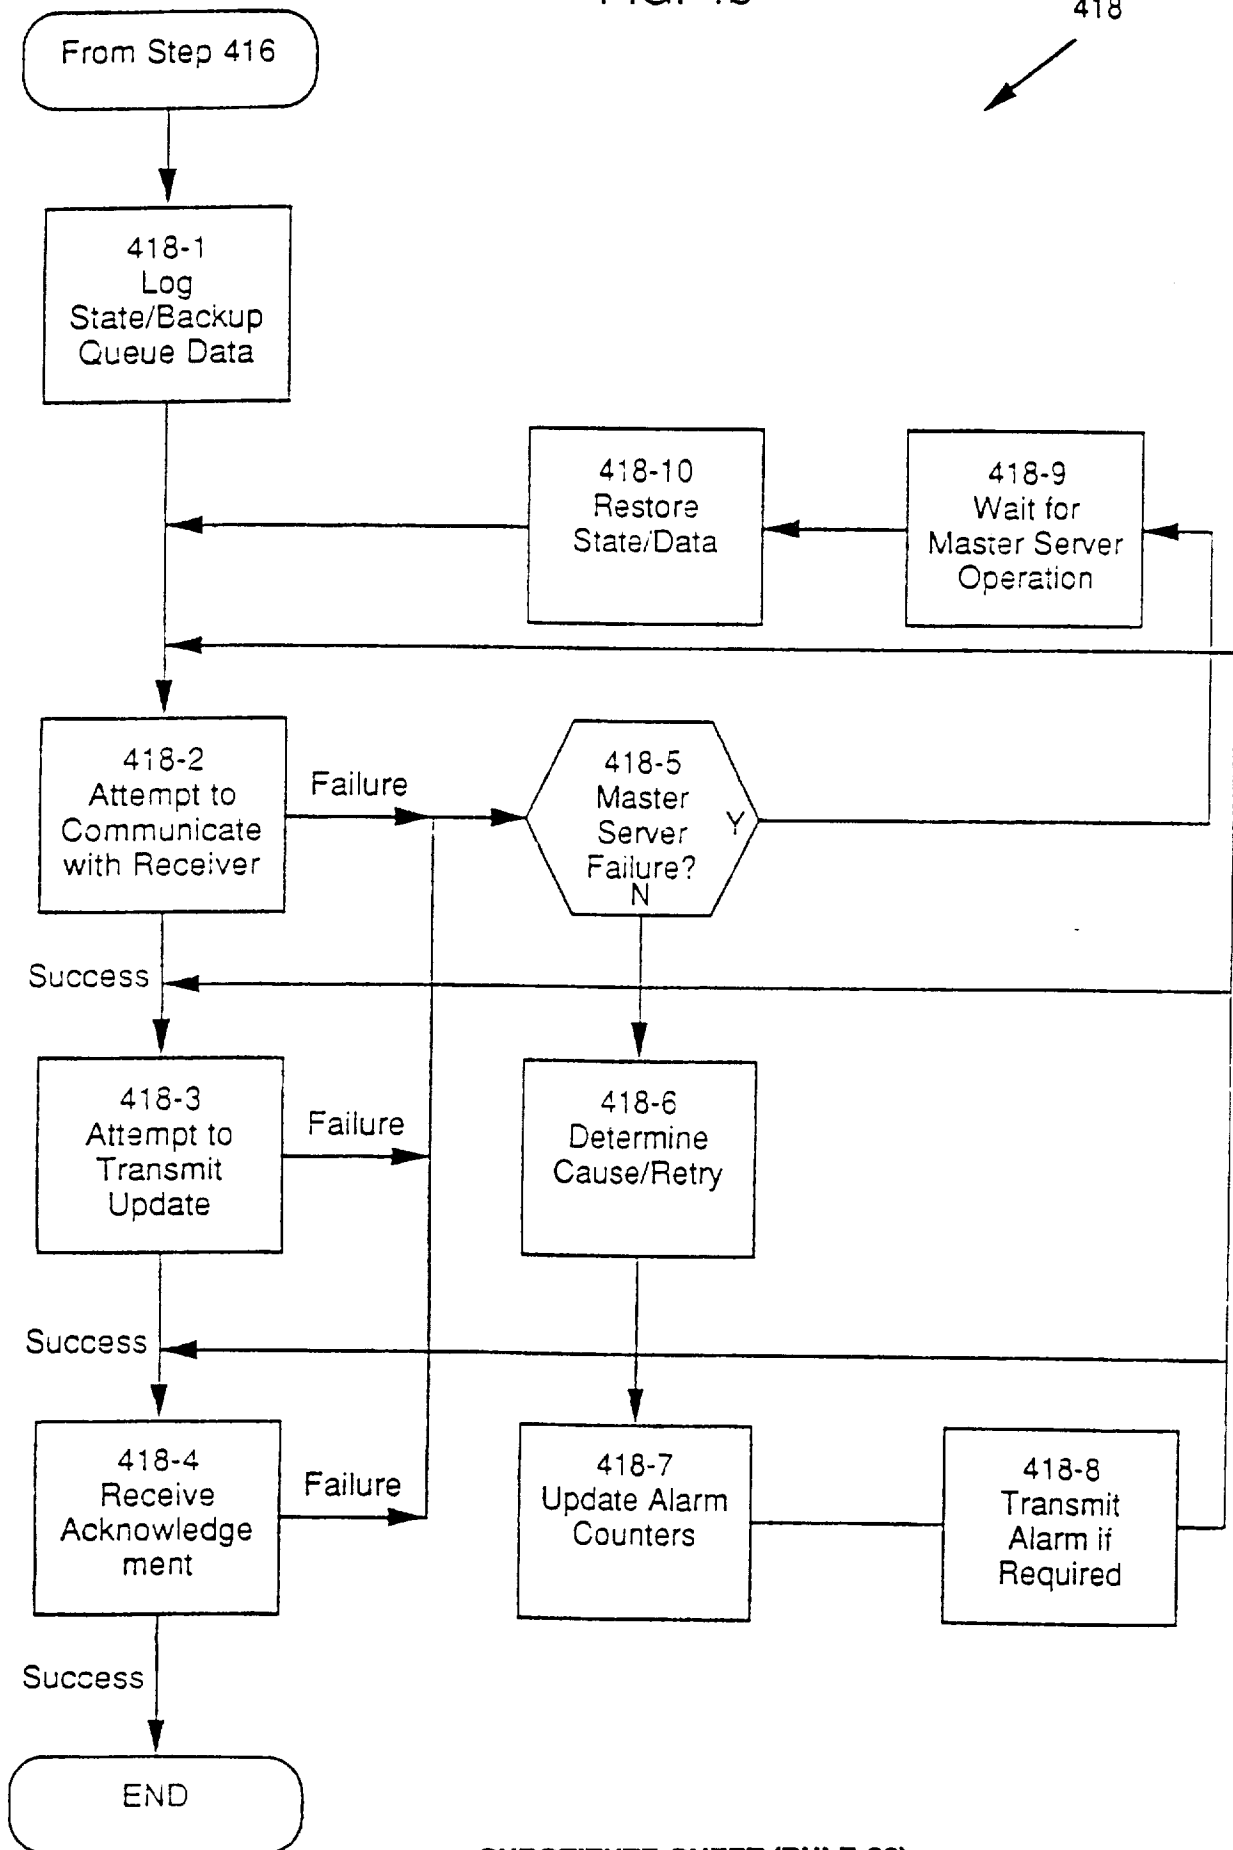 418
From Step 416
418-1
Log
State/Backup
Queue Data
418-10
Restore
State/Data
418-9
Wait for
Master Server
Operation
418-2
Attempt to
Communicate
with Receiver
Failure
418-5
Master
Server
Failure?
Y
N
Success
418-3
Attempt to
Transmit
Update
Failure
418-6
Determine
Cause/Retry
Success
418-4
Receive
Acknowledge
ment
Failure
418-7
Update Alarm
Counters
418-8
Transmit
Alarm if
Required
Success
END